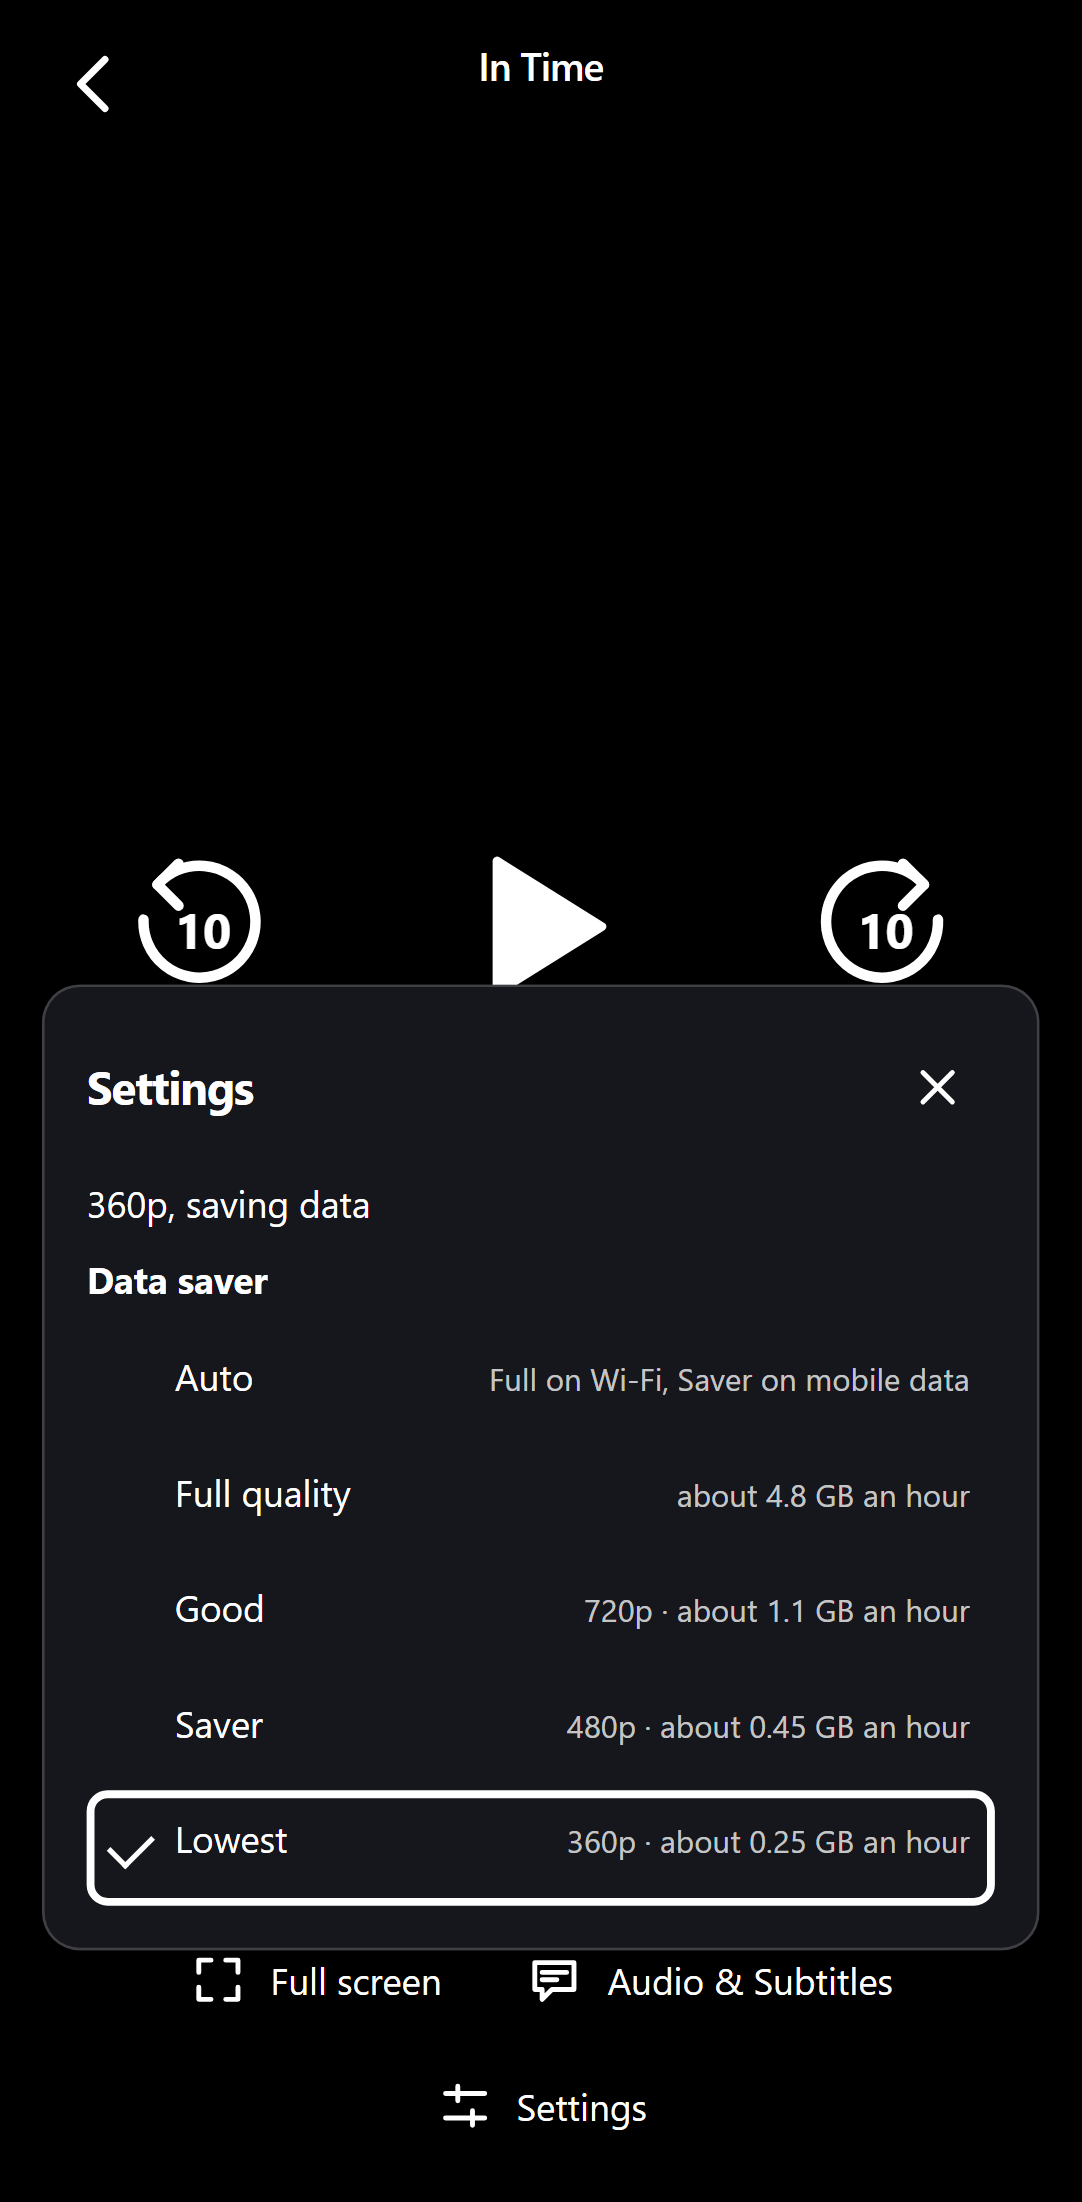 In Time
10
10
Settings
360p, saving data
Data saver
Auto Full on Wi-Fi, Saver on mobile data
Full quality about 4.8 GB an hour
Good 720p · about 1.1 GB an hour
Saver 480p · about 0.45 GB an hour
Lowest 360p · about 0.25 GB an hour
Full screen Audio & Subtitles
Settings